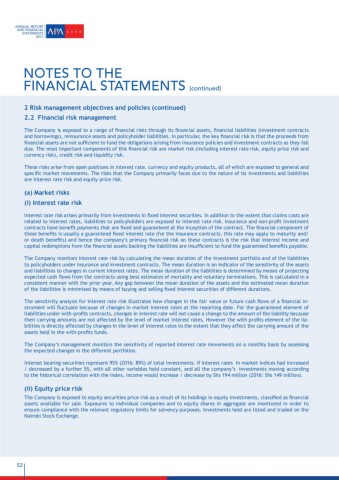 ANNUAL REPORT
AND FINANCIAL
STATEMENTS
2017
APA LIFE
NOTES TO THE
FINANCIAL STATEMENTS (continued)
2 Risk management objectives and policies (continued)
2.2 Financial risk management
The Company is exposed to a range of financial risks through its financial assets, financial liabilities (investment contracts
and borrowings), reinsurance assets and policyholder liabilities. In particular, the key financial risk is that the proceeds from
financial assets are not sufficient to fund the obligations arising from insurance policies and investment contracts as they fall
due. The most important components of this financial risk are market risk (including interest rate risk, equity price risk and
currency risk), credit risk and liquidity risk.
These risks arise from open positions in interest rate, currency and equity products, all of which are exposed to general and
specific market movements. The risks that the Company primarily faces due to the nature of its investments and liabilities
are interest rate risk and equity price risk.
(a) Market risks
(i) Interest rate risk
Interest rate risk arises primarily from investments in fixed interest securities. In addition to the extent that claims costs are
related to interest rates, liabilities to policyholders are exposed to interest rate risk. Insurance and non-profit investment
contracts have benefit payments that are fixed and guaranteed at the inception of the contract. The financial component of
these benefits is usually a guaranteed fixed interest rate (for the insurance contracts, this rate may apply to maturity and/
or death benefits) and hence the company's primary financial risk on these contracts is the risk that interest income and
capital redemptions from the financial assets backing the liabilities are insufficient to fund the guaranteed benefits payable.
The Company monitors interest rate risk by calculating the mean duration of the investment portfolio and of the liabilities
to policyholders under insurance and investment contracts. The mean duration is an indicator of the sensitivity of the assets
and liabilities to changes in current interest rates. The mean duration of the liabilities is determined by means of projecting
expected cash flows from the contracts using best estimates of mortality and voluntary terminations. This is calculated in a
consistent manner with the prior year. Any gap between the mean duration of the assets and the estimated mean duration
of the liabilities is minimised by means of buying and selling fixed interest securities of different durations.
The sensitivity analysis for interest rate risk illustrates how changes in the fair value or future cash flows of a financial in-
strument will fluctuate because of changes in market interest rates at the reporting date. For the guaranteed element of
liabilities under with-profits contracts, changes in interest rate will not cause a change to the amount of the liability because
their carrying amounts are not affected by the level of market interest rates. However the with profits element of the lia-
bilities is directly affected by changes in the level of interest rates to the extent that they affect the carrying amount of the
assets held in the with-profits funds.
The Company's management monitors the sensitivity of reported interest rate movements on a monthly basis by assessing
the expected changes in the different portfolios.
Interest bearing securities represent 95% (2016: 89%) of total investments. If interest rates in market indices had increased
/ decreased by a further 5%, with all other variables held constant, and all the company's investments moving according
to the historical correlation with the index, income would increase / decrease by Shs 194 million (2016: Shs 149 million).
(ii) Equity price risk
The Company is exposed to equity securities price risk as a result of its holdings in equity investments, classified as financial
assets available for sale. Exposures to individual companies and to equity shares in aggregate are monitored in order to
ensure compliance with the relevant regulatory limits for solvency purposes. Investments held are listed and traded on the
Nairobi Stock Exchange.
52